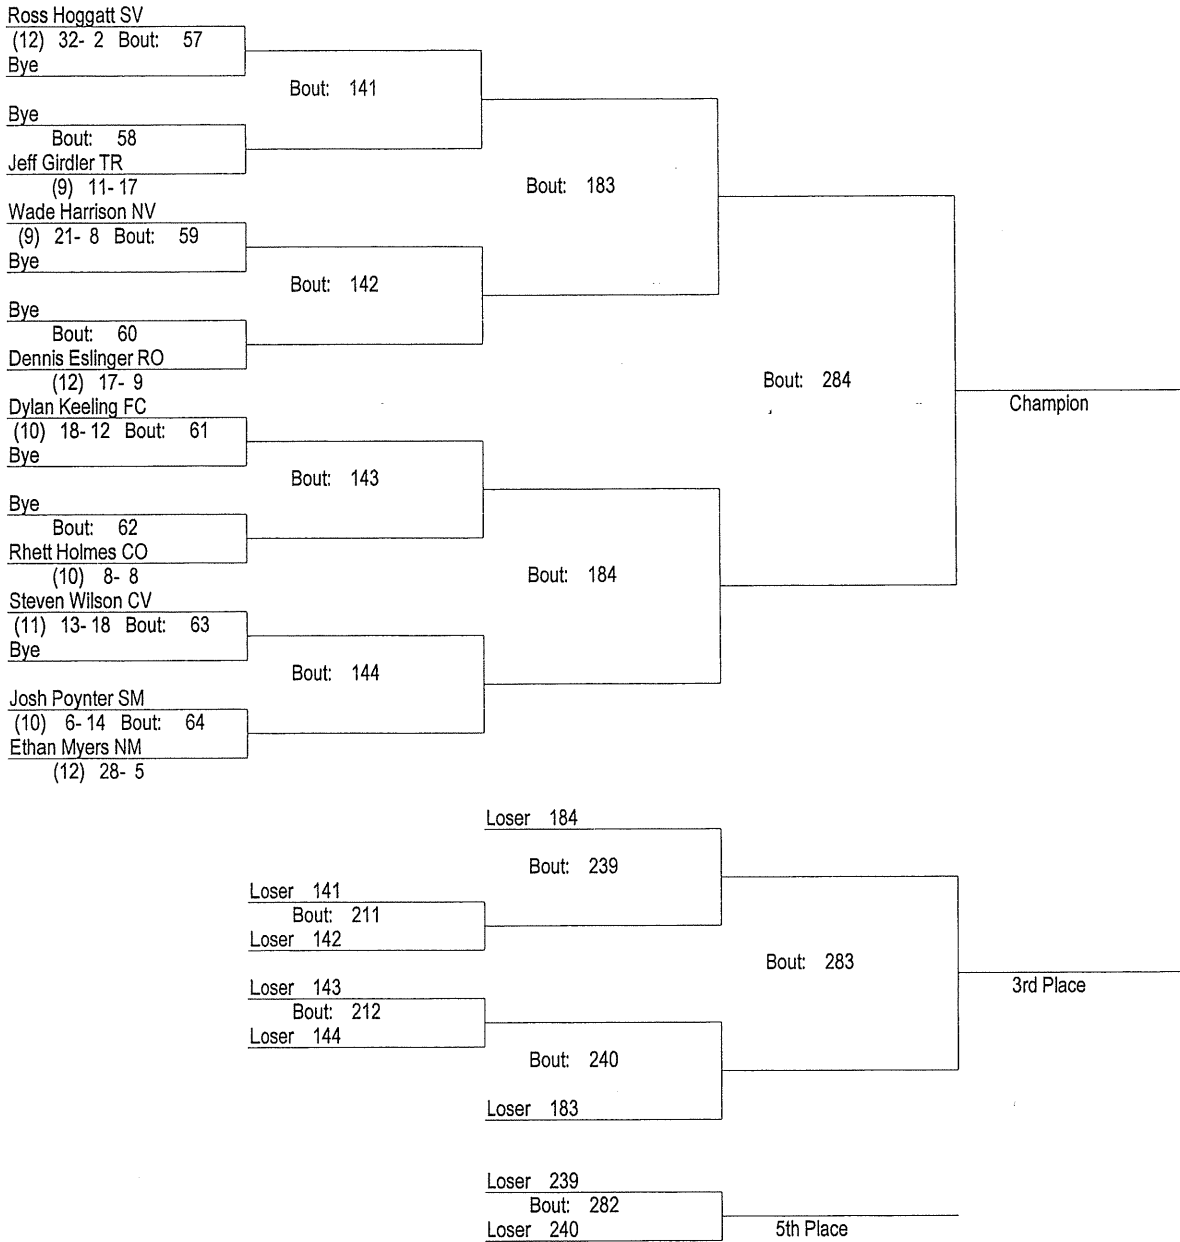 Ross Hoggatt SV
(12) 32- 2 Bout: 57
Bye
Bout: 141
Bye
Bout: 58
Jeff Girdler TR
(9) 11- 17
Bout: 183
Wade Harrison NV
(9) 21- 8 Bout: 59
Bye
Bout: 142
Bye
Bout: 60
Dennis Eslinger RO
(12) 17- 9
Bout: 284
Champion
Dylan Keeling FC
(10) 18- 12 Bout: 61
Bye
Bout: 143
Bye
Bout: 62
Rhett Holmes CO
(10) 8- 8
Bout: 184
Steven Wilson CV
(11) 13- 18 Bout: 63
Bye
Bout: 144
Josh Poynter SM
(10) 6- 14 Bout: 64
Ethan Myers NM
(12) 28- 5
Loser 184
Bout: 239
Loser 141
Bout: 211
Loser 142
Bout: 283
3rd Place
Loser 143
Bout: 212
Loser 144
Bout: 240
Loser 183
Loser 239
Bout: 282
Loser 240
5th Place